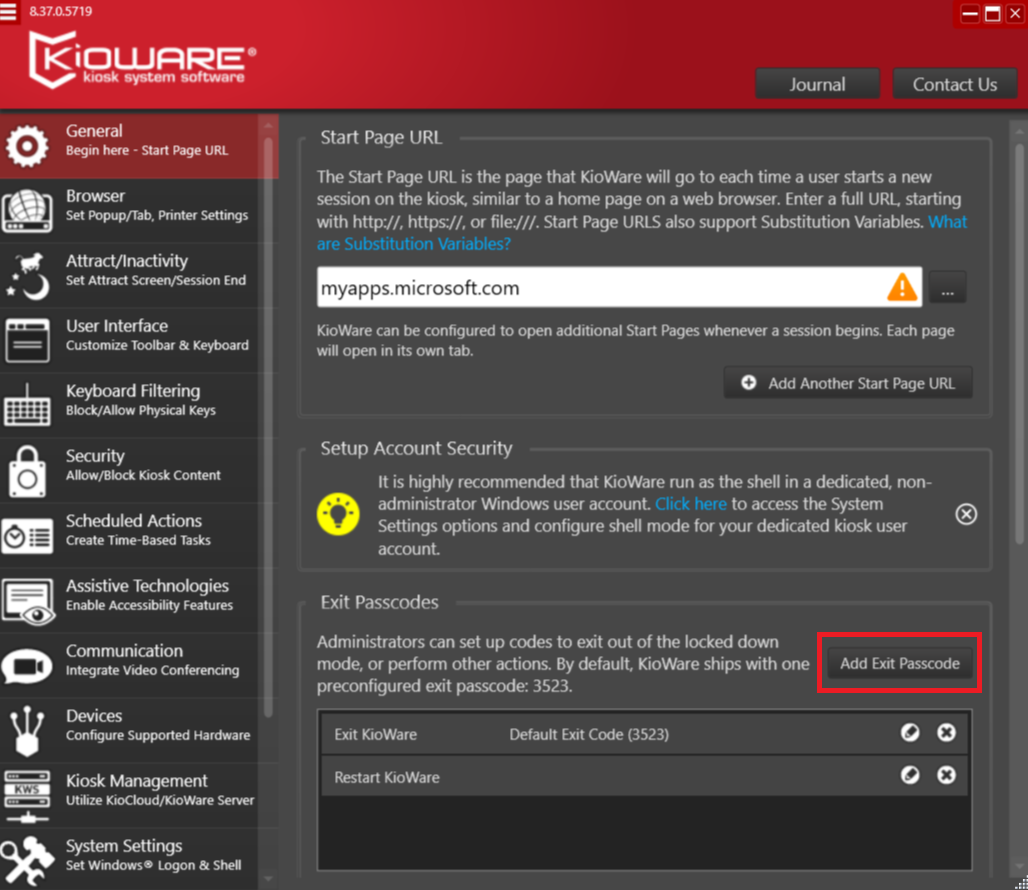 8.37.0.5719
KIOWARE®
kiosk system software
Journal
Contact Us
General
Begin here - Start Page URL
Browser
Set Popup/Tab, Printer Settings
Attract/Inactivity
Set Attract Screen/Session End
User Interface
Customize Toolbar & Keyboard
Keyboard Filtering
Block/Allow Physical Keys
Security
Allow/Block Kiosk Content
Scheduled Actions
Create Time-Based Tasks
Assistive Technologies
Enable Accessibility Features
Communication
Integrate Video Conferencing
Devices
Configure Supported Hardware
KWS
Kiosk Management
Utilize KioCloud/KioWare Server
System Settings
Set Windows® Logon & Shell
Start Page URL
The Start Page URL is the page that KioWare will go to each time a user starts a new
session on the kiosk, similar to a home page on a web browser. Enter a full URL, starting
with http://, https://, or file:///. Start Page URLS also support Substitution Variables. What
are Substitution Variables?
myapps.microsoft.com
...
KioWare can be configured to open additional Start Pages whenever a session begins. Each page
will open in its own tab.
Add Another Start Page URL
Setup Account Security
It is highly recommended that KioWare run as the shell in a dedicated, non-
administrator Windows user account. Click here to access the System
Settings options and configure shell mode for your dedicated kiosk user
account.
Exit Passcodes
Administrators can set up codes to exit out of the locked down
mode, or perform other actions. By default, KioWare ships with one
preconfigured exit passcode: 3523.
Add Exit Passcode
Exit KioWare Default Exit Code (3523)
Restart KioWare